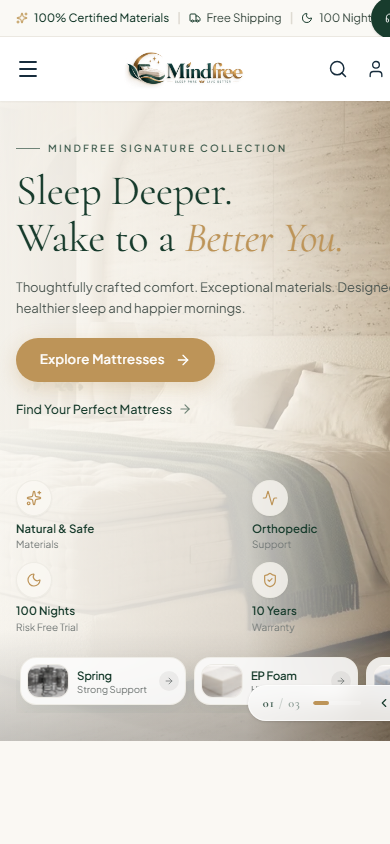 100% Certified Materials | Free Shipping | 100 Night
Mindfree
MINDFREE SIGNATURE COLLECTION
Sleep Deeper.
Wake to a Better You.
Thoughtfully crafted comfort. Exceptional materials. Designed
healthier sleep and happier mornings.
Explore Mattresses
Find Your Perfect Mattress
Natural & Safe
Materials
Orthopedic
Support
100 Nights
Risk Free Trial
10 Years
Warranty
Spring
Strong Support
EP Foam
01 / 03